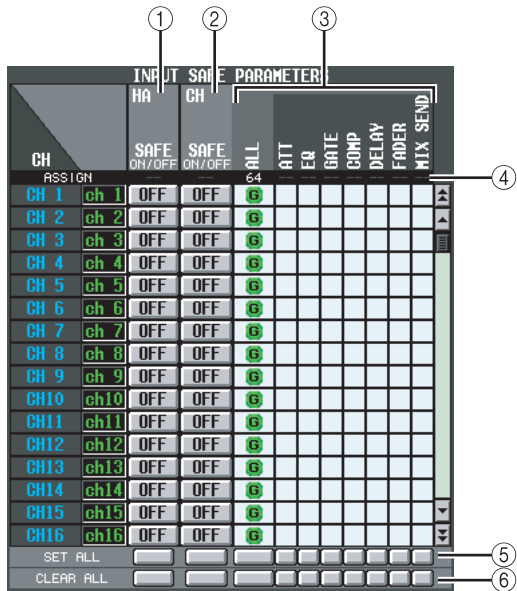 ① ② ③
INPUT SAFE PARAMETERS
HA CH
SAFE SAFE
CH ON/OFF ON/OFF ALL ATT EQ GATE COMP DELAY FADER MIX SEND
ASSIGN -- -- 64 -- -- -- -- -- -- -- ④
CH 1 ch 1 OFF OFF G
CH 2 ch 2 OFF OFF G
CH 3 ch 3 OFF OFF G
CH 4 ch 4 OFF OFF G
CH 5 ch 5 OFF OFF G
CH 6 ch 6 OFF OFF G
CH 7 ch 7 OFF OFF G
CH 8 ch 8 OFF OFF G
CH 9 ch 9 OFF OFF G
CH10 ch10 OFF OFF G
CH11 ch11 OFF OFF G
CH12 ch12 OFF OFF G
CH13 ch13 OFF OFF G
CH14 ch14 OFF OFF G
CH15 ch15 OFF OFF G
CH16 ch16 OFF OFF G
SET ALL ⑤
CLEAR ALL ⑥